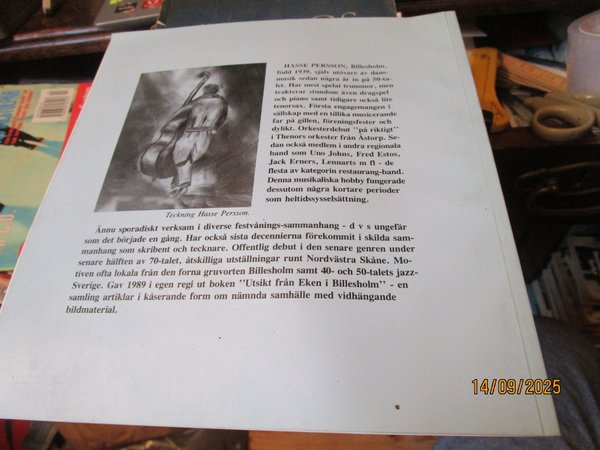 HASSE PERSSON, Billesholm,
född 1939, själv utövare av dans-
musik sedan några år in på 50-ta-
let. Har mest spelat trummor, men
trakterar stundom även dragspel
och piano samt tidigare också lite
tenorsax. Första engagemangen i
sällskap med en tillika musicerande
far på gillen, föreningsfester och
dylikt. Orkesterdebut "på riktigt"
i Thenors orkester från Åstorp. Se-
dan också medlem i andra regionala
band som Uno Johns, Fred Estos,
Jack Erners, Lennarts m fl - de
flesta av kategorin restaurang-band.
Denna musikaliska hobby fungerade
dessutom några kortare perioder
som heltidssysselsättning.
Teckning Hasse Persson.
Ännu sporadiskt verksam i diverse festvånings-sammanhang - d v s ungefär
som det började en gång. Har också sista decennierna förekommit i skilda sam-
manhang som skribent och tecknare. Offentlig debut i den senare genren under
senare hälften av 70-talet, åtskilliga utställningar runt Nordvästra Skåne. Mo-
tiven ofta lokala från den forna gruvorten Billesholm samt 40- och 50-talets jazz-
Sverige. Gav 1989 i egen regi ut boken "Utsikt från Eken i Billesholm" - en
samling artiklar i kåserande form om nämnda samhälle med vidhängande
bildmaterial.
14/09/2025